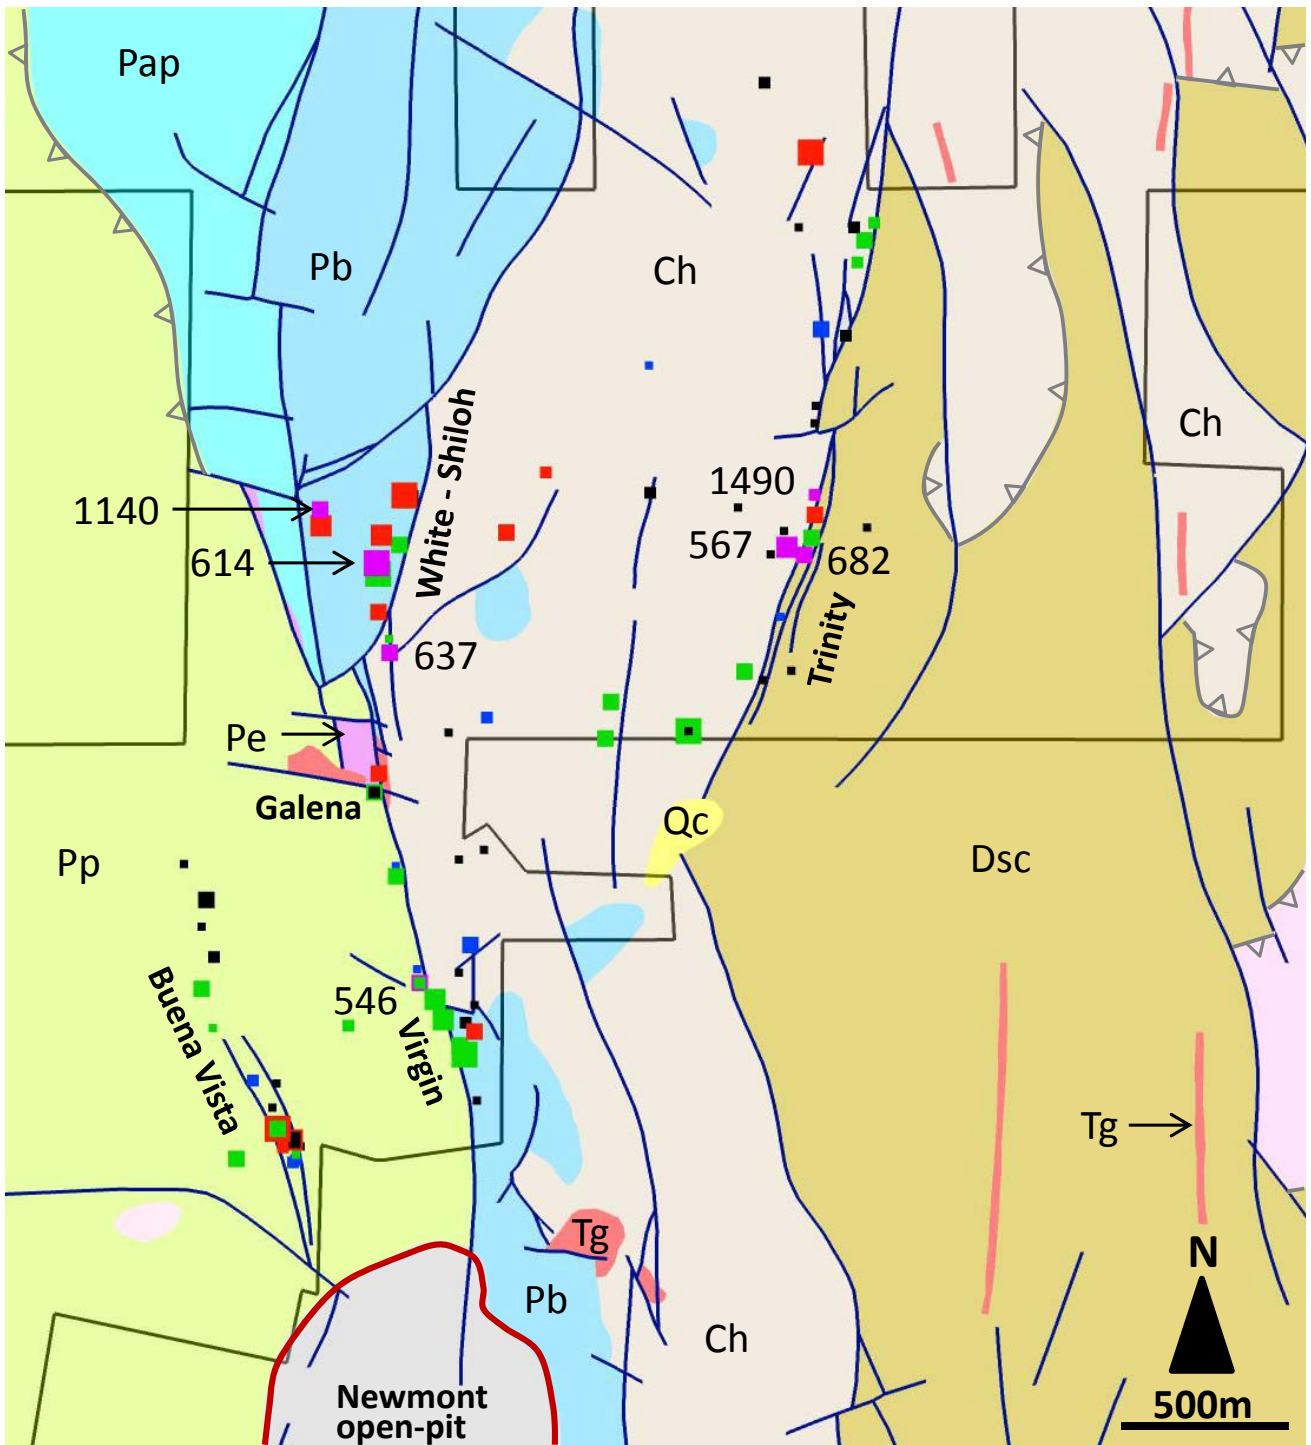 Pap
Pb
Ch
Ch
White - Shiloh
1490
1140
567
614
682
Trinity
637
Pe
Galena
Qc
Pp
Dsc
Buena Vista
546
Virgin
Tg
Tg
N
Pb
Ch
Newmont
open-pit
500m